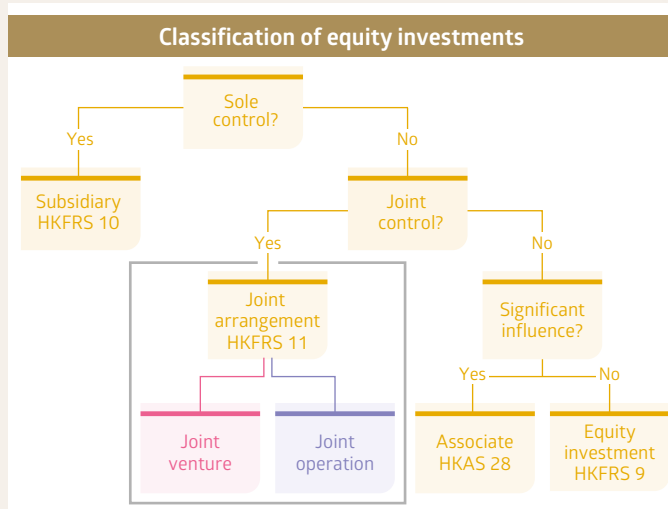 Classification of equity investments
Sole
control?
Yes
No
Subsidiary
HKFRS 10
Joint
control?
Yes
No
Joint
arrangement
HKFRS 11
Significant
influence?
Yes
No
Joint
venture
Joint
operation
Associate
HKAS 28
Equity
investment
HKFRS 9